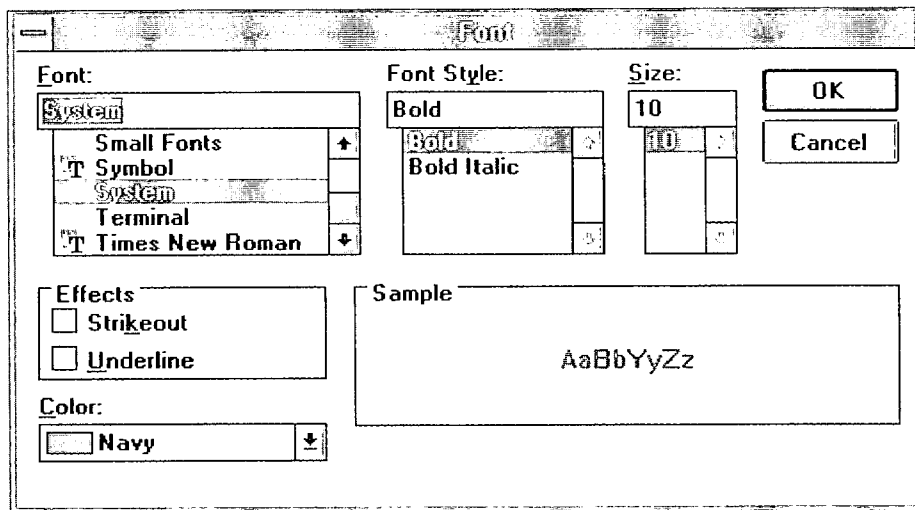 Font
Font:
System
Small Fonts
Symbol
System
Terminal
Times New Roman
Font Style:
Bold
Bold
Bold Italic
Size:
10
10
OK
Cancel
Effects
Strikeout
Underline
Color:
Navy
Sample
AaBbYyZz